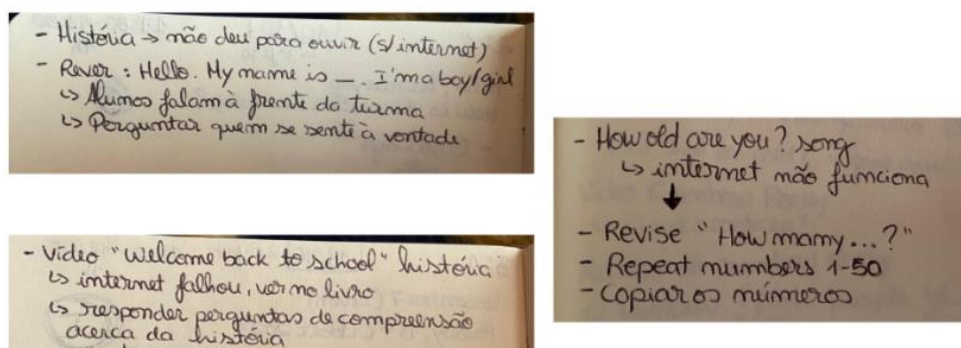 - História → não deu para ouvir (s/internet)
- Rever : Hello. My name is __. I'm a boy/girl
↳ Alunos falam à frente da turma
↳ Perguntar quem se sente à vontade
- Vídeo "Welcome back to school" história
↳ internet falhou, ver no livro
↳ responder perguntas de compreensão
acerca da história
- How old are you? song
↳ internet não funciona
↓
- Revise "How many...?"
- Repeat numbers 1-50
- Copiar os números